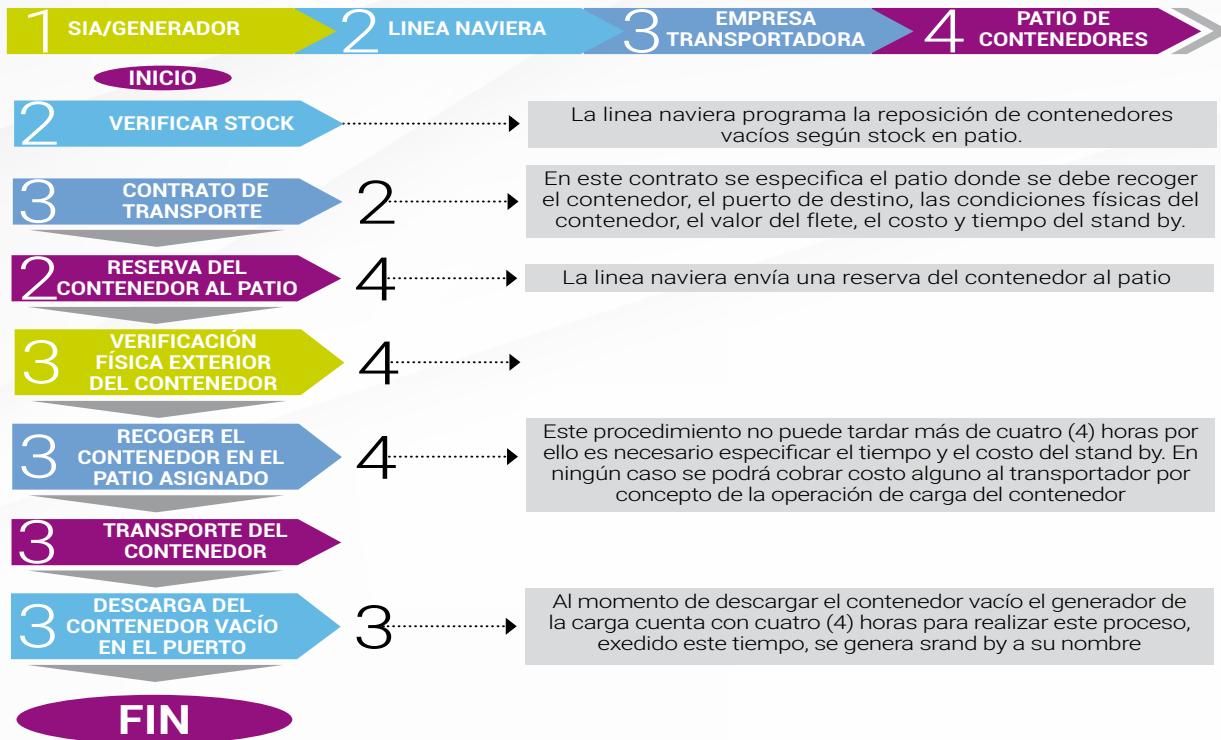 1 SIA/GENERADOR
2 LINEA NAVIERA
3 EMPRESA
TRANSPORTADORA
4 PATIO DE
CONTENEDORES
INICIO
2 VERIFICAR STOCK
La linea naviera programa la reposición de contenedores
vacíos según stock en patio.
3 CONTRATO DE
TRANSPORTE
2
En este contrato se especifica el patio donde se debe recoger
el contenedor, el puerto de destino, las condiciones físicas del
contenedor, el valor del flete, el costo y tiempo del stand by.
2 RESERVA DEL
CONTENEDOR AL PATIO
4
La linea naviera envía una reserva del contenedor al patio
3 VERIFICACIÓN
FÍSICA EXTERIOR
DEL CONTENEDOR
4
3 RECOGER EL
CONTENEDOR EN EL
PATIO ASIGNADO
4
Este procedimiento no puede tardar más de cuatro (4) horas por
ello es necesario especificar el tiempo y el costo del stand by. En
ningún caso se podrá cobrar costo alguno al transportador por
concepto de la operación de carga del contenedor
3 TRANSPORTE DEL
CONTENEDOR
3 DESCARGA DEL
CONTENEDOR VACÍO
EN EL PUERTO
3
Al momento de descargar el contenedor vacío el generador de
la carga cuenta con cuatro (4) horas para realizar este proceso,
exedido este tiempo, se genera srand by a su nombre
FIN